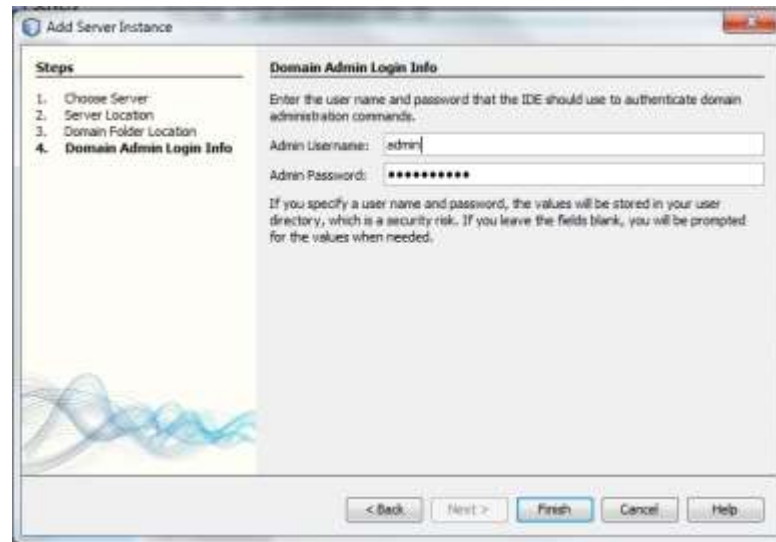 Add Server Instance
Steps
1. Choose Server
2. Server Location
3. Domain Folder Location
4. Domain Admin Login Info
Domain Admin Login Info
Enter the user name and password that the IDE should use to authenticate domain
administration commands.
Admin Username: admin
Admin Password: ●●●●●●●●●●
If you specify a user name and password, the values will be stored in your user
directory, which is a security risk. If you leave the fields blank, you will be prompted
for the values when needed.
< Back Next > Finish Cancel Help